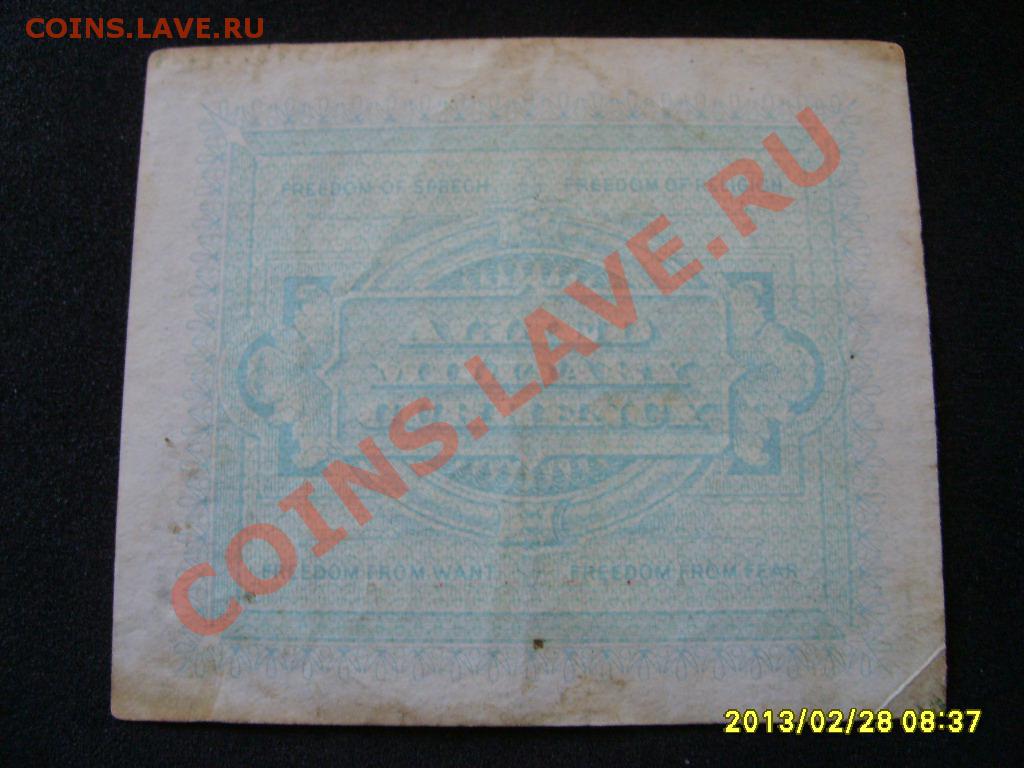 COINS.LAVE.RU
FREEDOM OF SPEECH FREEDOM OF RELIGION
COINS.LAVE.RU
FREEDOM FROM WANT FREEDOM FROM FEAR
2013/02/28 08:37